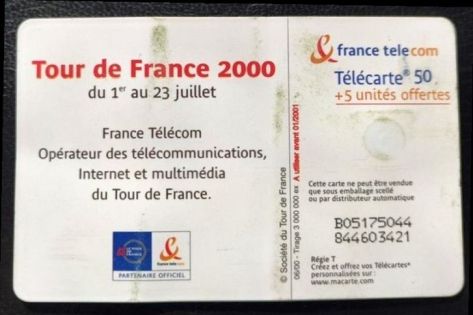 Tour de France 2000
du 1er au 23 juillet
France Télécom
Opérateur des télécommunications,
Internet et multimédia
du Tour de France.
france telecom
PARTENAIRE OFFICIEL
© Société du Tour de France
06/00 - Tirage 3 000 000 ex A utiliser avant 01/2001
france telecom
Télécarte® 50
+5 unités offertes
Cette carte ne peut être vendue
que sous emballage scellé
ou par distributeur automatique
B05175044
844603421
Régie T
Créez et offrez vos Télécartes®
personnalisées sur :
www.macarte.com